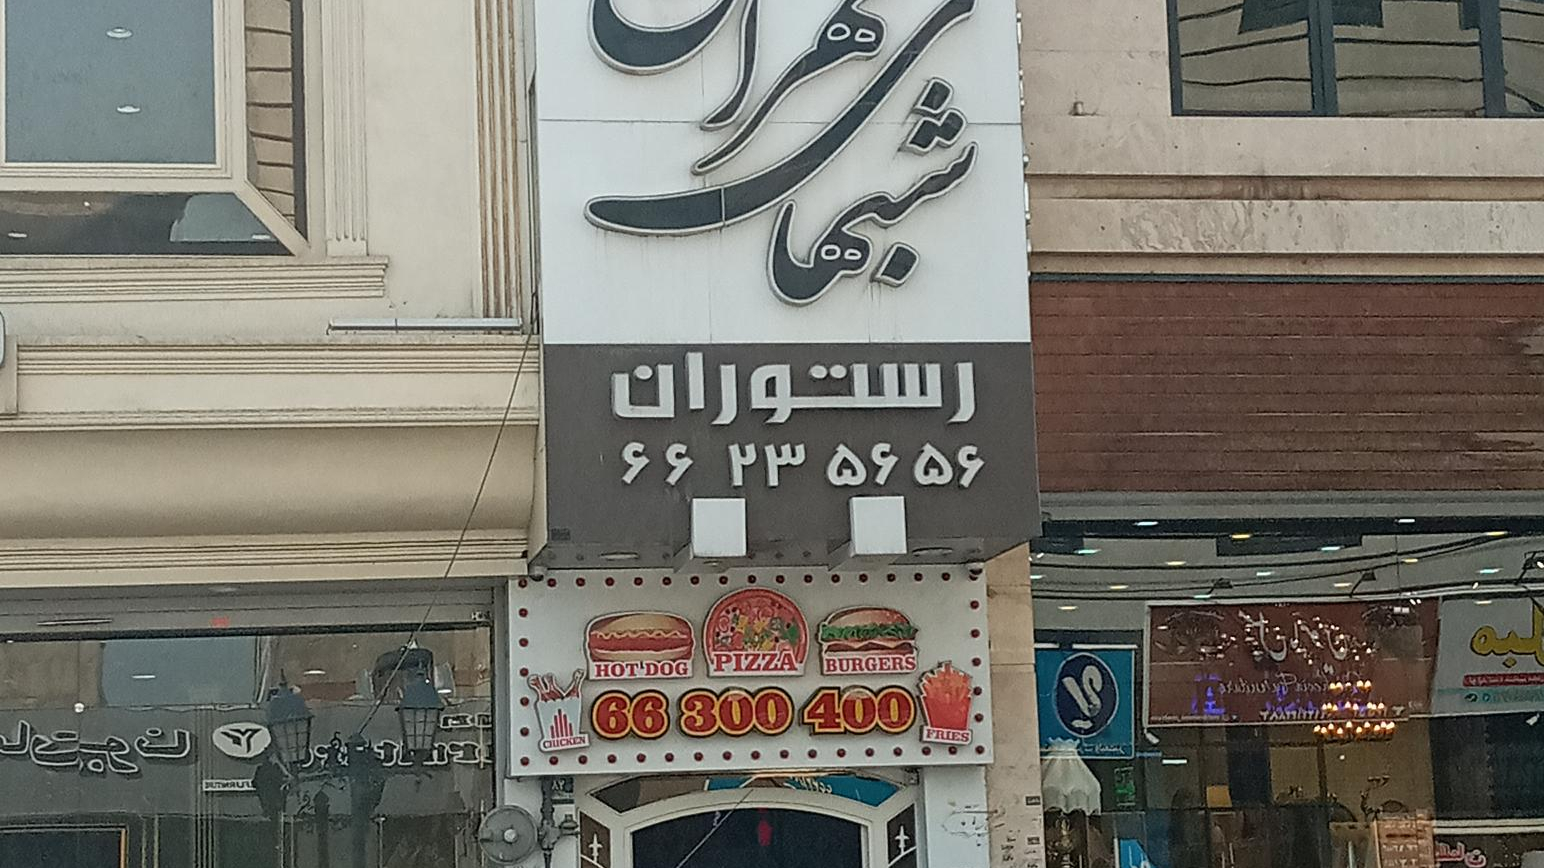 شبهای تهران
رستوران
۶۶ ۲۳ ۵۶ ۵۶
HOT DOG
PIZZA
BURGERS
CHICKEN
66 300 400
FRIES